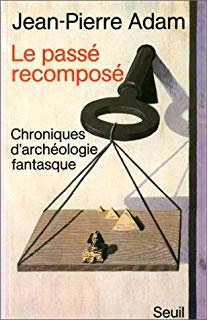 Jean-Pierre Adam
Le passé
recomposé
Chroniques
d'archéologie
fantasque
Seuil